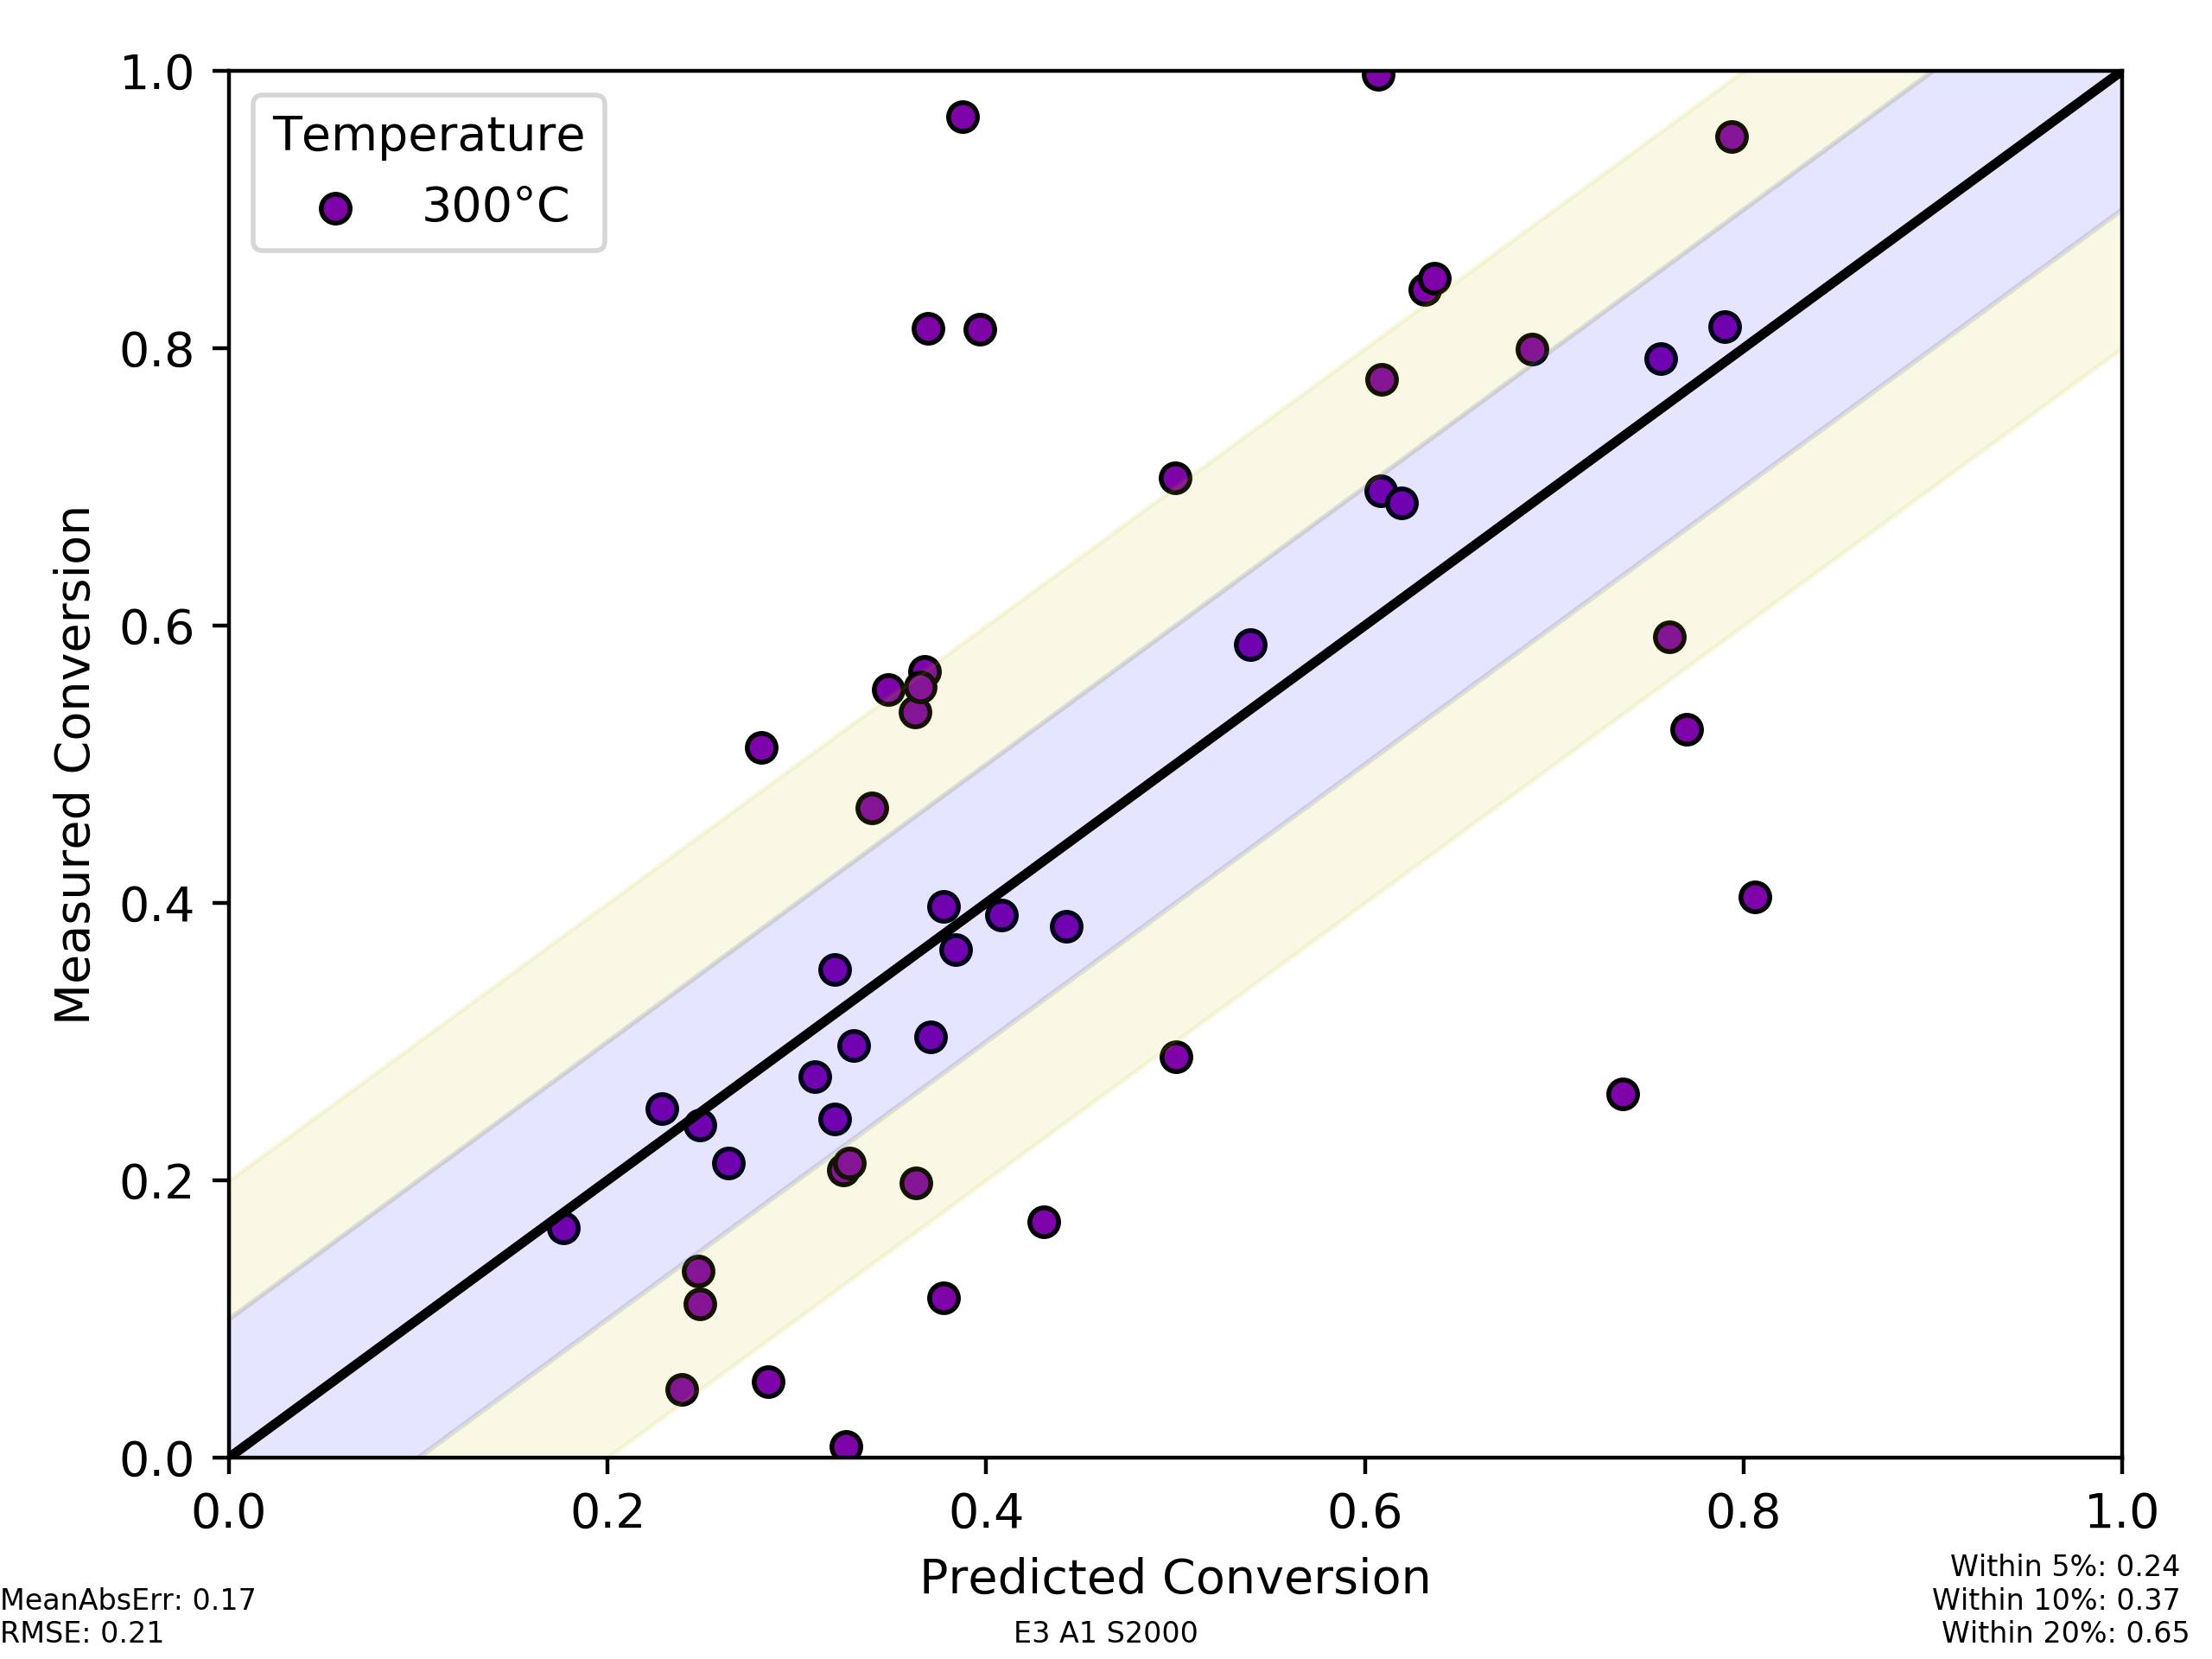 1.0
Temperature
300°C
0.8
0.6
0.4
0.2
0.0
Measured Conversion
0.0 0.2 0.4 0.6 0.8 1.0
Predicted Conversion
Within 5%: 0.24
MeanAbsErr: 0.17
Within 10%: 0.37
RMSE: 0.21
E3 A1 S2000
Within 20%: 0.65